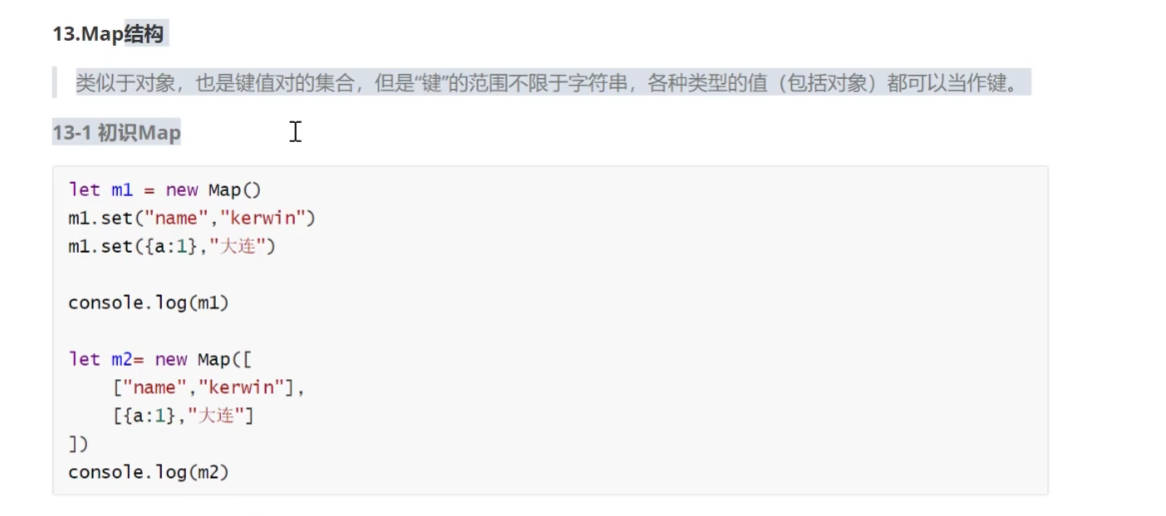 13.Map结构
类似于对象，也是键值对的集合，但是“键”的范围不限于字符串，各种类型的值（包括对象）都可以当作键。
13-1 初识Map
let m1 = new Map()
m1.set("name","kerwin")
m1.set({a:1},"大连")
console.log(m1)
let m2= new Map([
    ["name","kerwin"],
    [{a:1},"大连"]
])
console.log(m2)